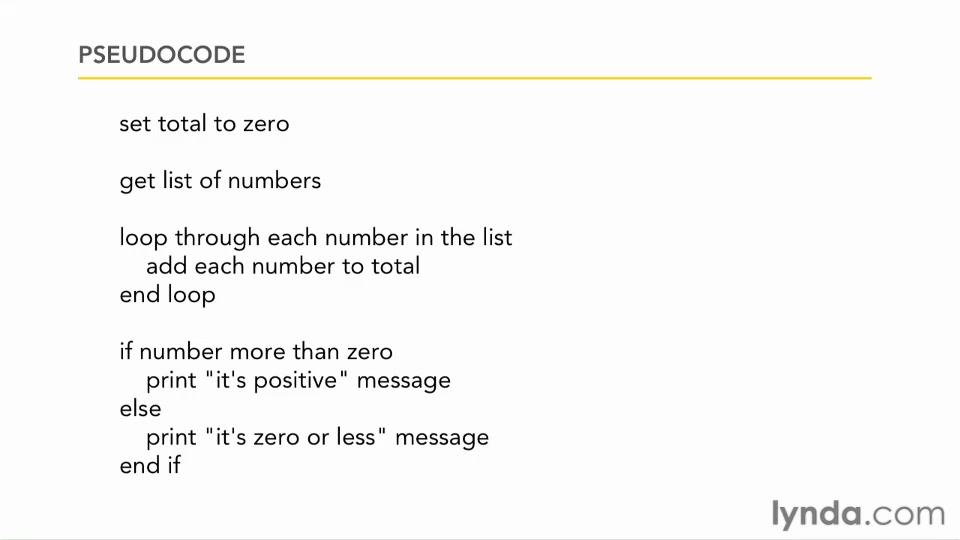 PSEUDOCODE
set total to zero
get list of numbers
loop through each number in the list
add each number to total
end loop
if number more than zero
print "it's positive" message
else
print "it's zero or less" message
end if
lynda.com